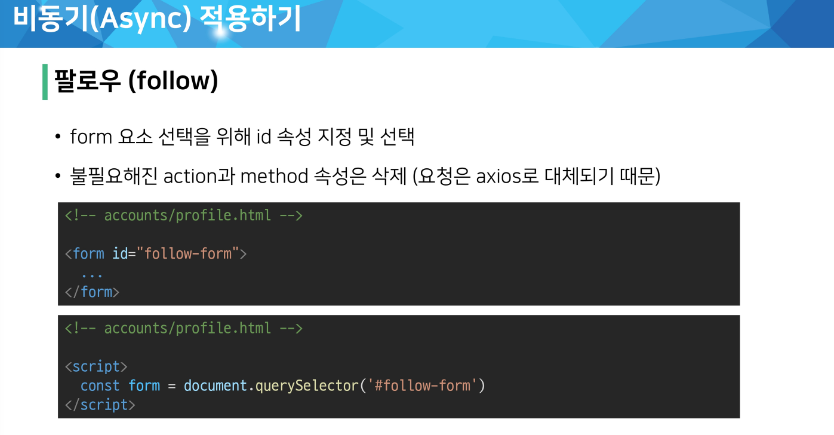 비동기(Async) 적용하기
팔로우 (follow)
• form 요소 선택을 위해 id 속성 지정 및 선택
• 불필요해진 action과 method 속성은 삭제 (요청은 axios로 대체되기 때문)
<!-- accounts/profile.html -->
<form id="follow-form">
...
</form>
<!-- accounts/profile.html -->
<script>
const form = document.querySelector('#follow-form')
</script>